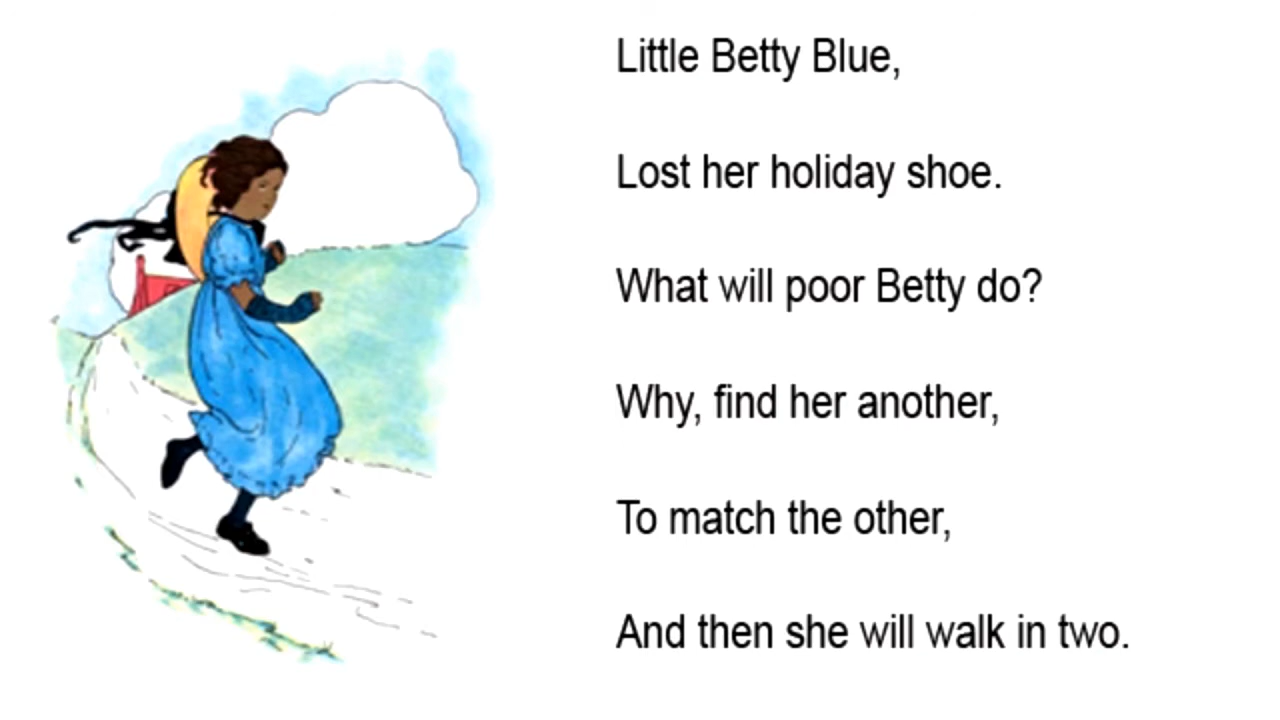 Little Betty Blue,
Lost her holiday shoe.
What will poor Betty do?
Why, find her another,
To match the other,
And then she will walk in two.